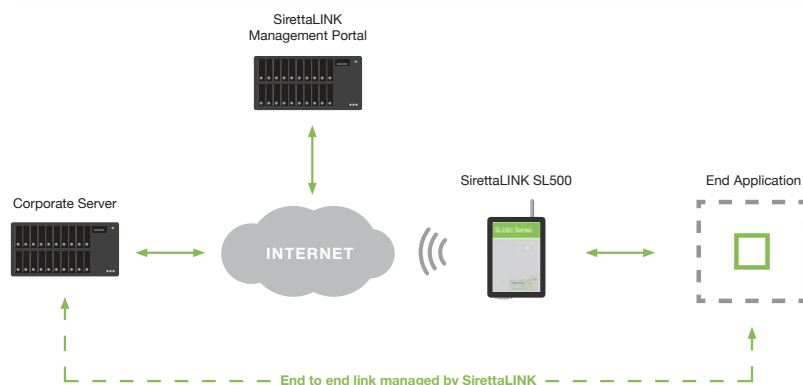 SirettaLINK
Management Portal
SirettaLINK SL500
End Application
Corporate Server
SL500 Series
INTERNET
End to end link managed by SirettaLINK